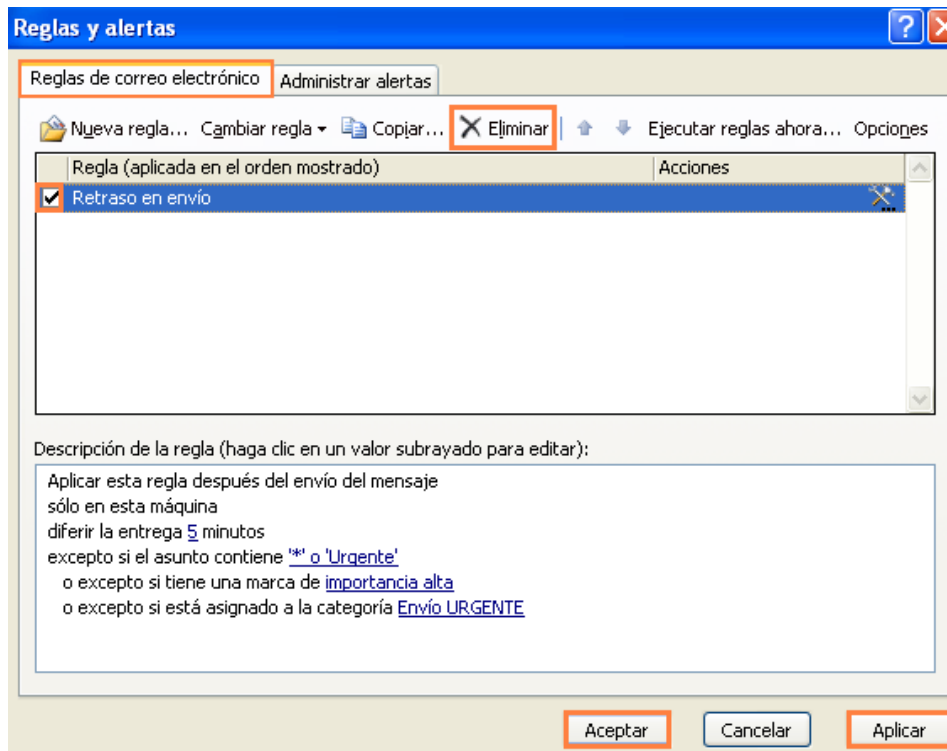 Reglas y alertas
Reglas de correo electrónico Administrar alertas
Nueva regla... Cambiar regla Copiar... Eliminar Ejecutar reglas ahora... Opciones
Regla (aplicada en el orden mostrado) Acciones
Retraso en envío
Descripción de la regla (haga clic en un valor subrayado para editar):
Aplicar esta regla después del envío del mensaje
sólo en esta máquina
diferir la entrega 5 minutos
excepto si el asunto contiene '*' o 'Urgente'
o excepto si tiene una marca de importancia alta
o excepto si está asignado a la categoría Envío URGENTE
Aceptar Cancelar Aplicar